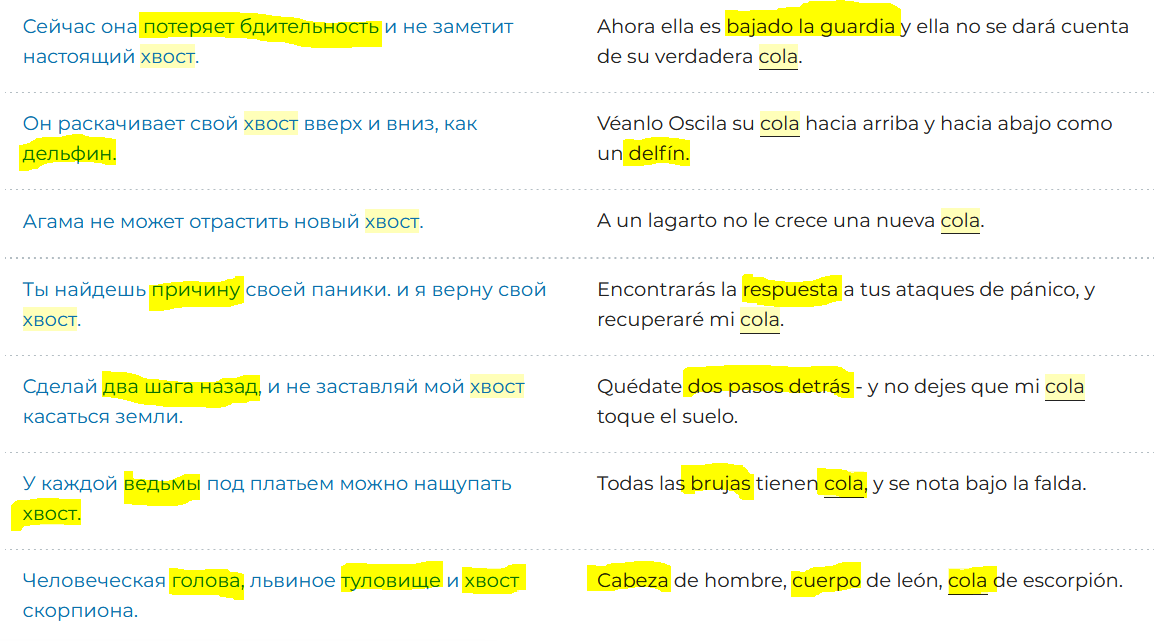 Сейчас она потеряет бдительность и не заметит
настоящий хвост.
Ahora ella es bajado la guardia y ella no se dará cuenta
de su verdadera cola.
Он раскачивает свой хвост вверх и вниз, как
дельфин.
Véanlo Oscila su cola hacia arriba y hacia abajo como
un delfín.
Агама не может отрастить новый хвост.
A un lagarto no le crece una nueva cola.
Ты найдешь причину своей паники. и я верну свой
хвост.
Encontrarás la respuesta a tus ataques de pánico, y
recuperaré mi cola.
Сделай два шага назад, и не заставляй мой хвост
касаться земли.
Quédate dos pasos detrás - y no dejes que mi cola
toque el suelo.
У каждой ведьмы под платьем можно нащупать
хвост.
Todas las brujas tienen cola, y se nota bajo la falda.
Человеческая голова, львиное туловище и хвост
скорпиона.
Cabeza de hombre, cuerpo de león, cola de escorpión.